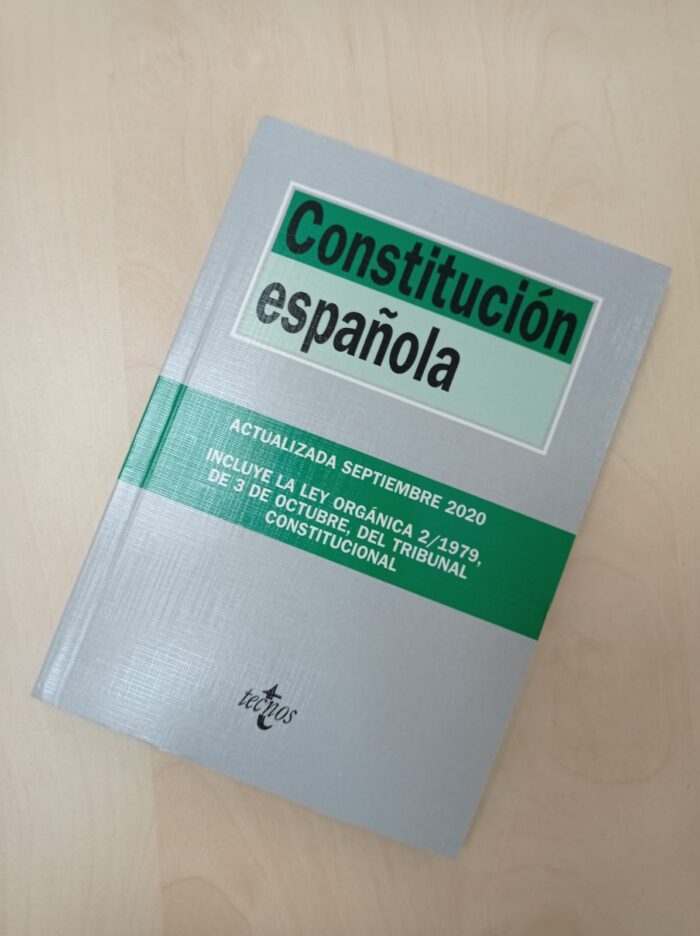 Constitución
española
ACTUALIZADA SEPTIEMBRE 2020
INCLUYE LA LEY ORGÁNICA 2/1979,
DE 3 DE OCTUBRE, DEL TRIBUNAL
CONSTITUCIONAL
tecnos